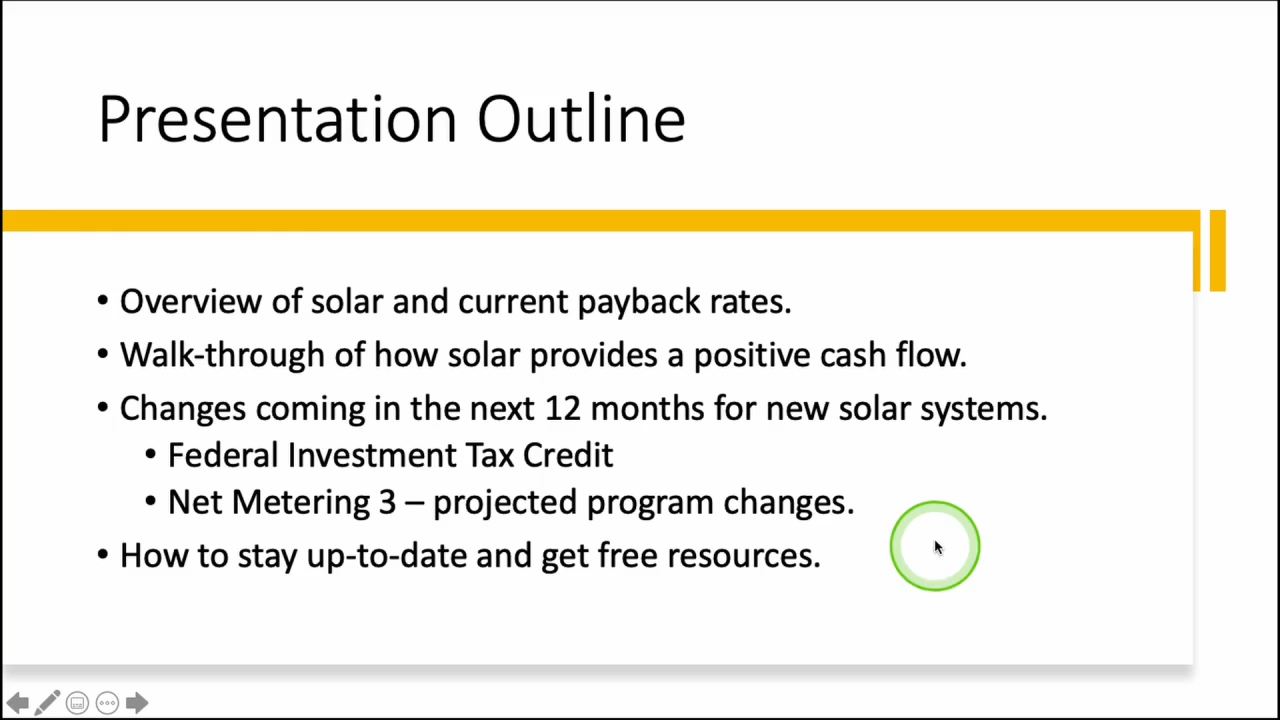 Presentation Outline
• Overview of solar and current payback rates.
• Walk-through of how solar provides a positive cash flow.
• Changes coming in the next 12 months for new solar systems.
• Federal Investment Tax Credit
• Net Metering 3 – projected program changes.
• How to stay up-to-date and get free resources.